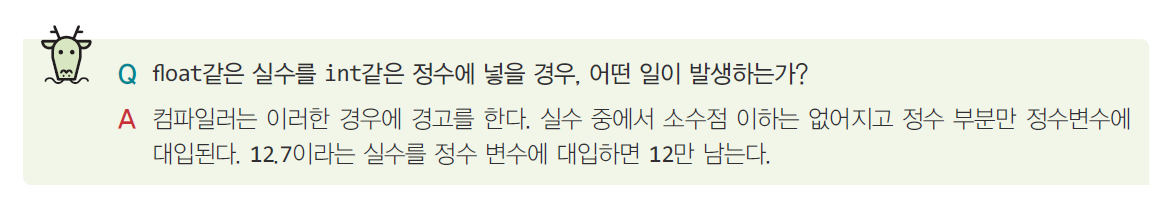 Q float같은 실수를 int같은 정수에 넣을 경우, 어떤 일이 발생하는가?
A 컴파일러는 이러한 경우에 경고를 한다. 실수 중에서 소수점 이하는 없어지고 정수 부분만 정수변수에
대입된다. 12.7이라는 실수를 정수 변수에 대입하면 12만 남는다.